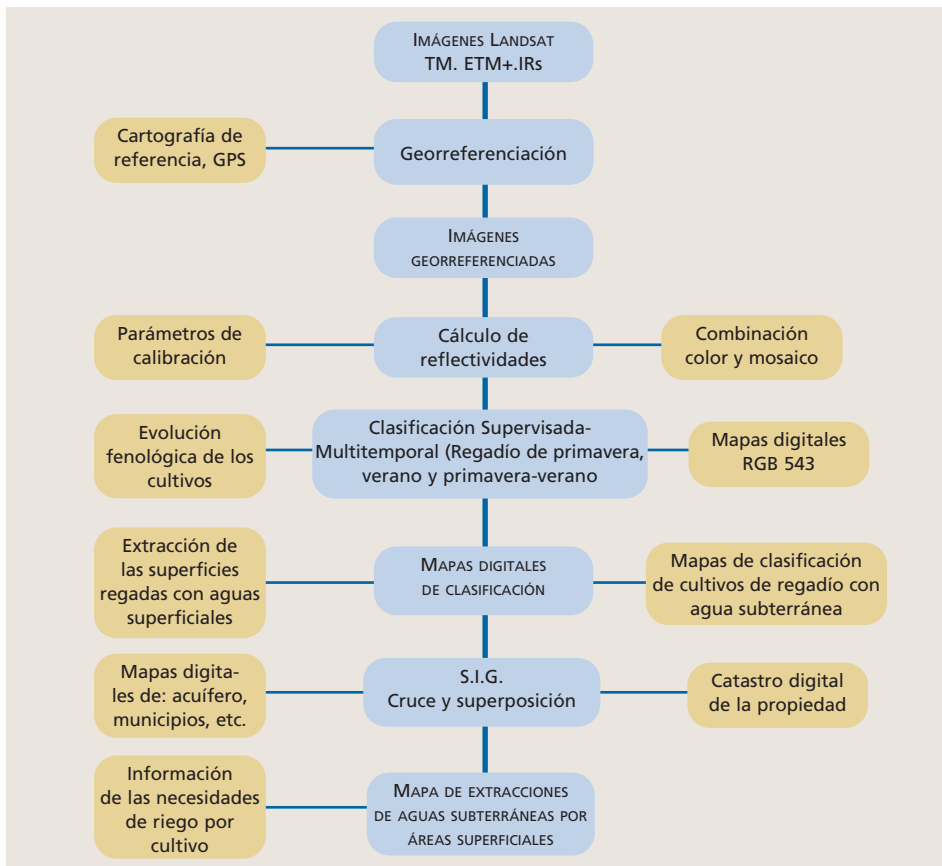 IMÁGENES LANDSAT
TM. ETM+.IRs
Cartografía de
referencia, GPS
Georreferenciación
IMÁGENES
GEORREFERENCIADAS
Parámetros de
calibración
Cálculo de
reflectividades
Combinación
color y mosaico
Evolución
fenológica de los
cultivos
Clasificación Supervisada-
Multitemporal (Regadío de primavera,
verano y primavera-verano
Mapas digitales
RGB 543
Extracción de
las superficies
regadas con aguas
superficiales
MAPAS DIGITALES
DE CLASIFICACIÓN
Mapas de clasificación
de cultivos de regadío con
agua subterránea
Mapas digita-
les de: acuífero,
municipios, etc.
S.I.G.
Cruce y superposición
Catastro digital
de la propiedad
Información
de las necesidades
de riego por
cultivo
MAPA DE EXTRACCIONES
DE AGUAS SUBTERRÁNEAS POR
ÁREAS SUPERFICIALES